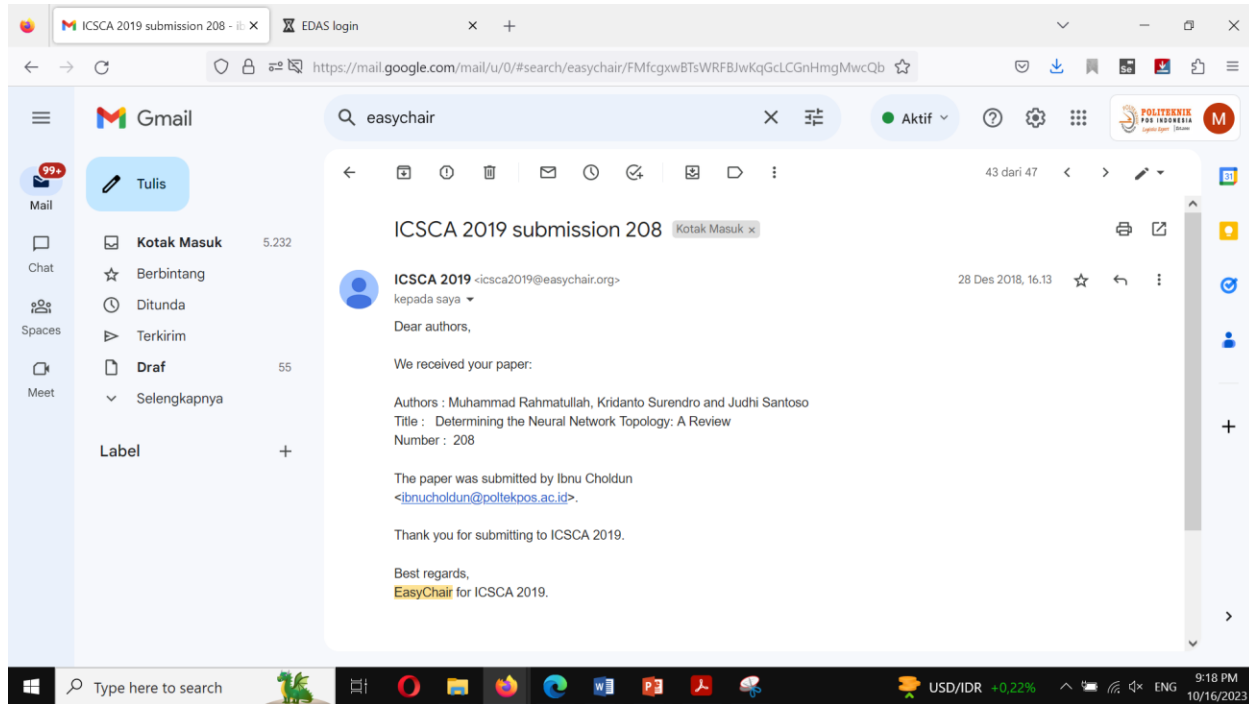 ICSCA 2019 submission 208 - ib
EDAS login
https://mail.google.com/mail/u/0/#search/easychair/FMfcgxwBTsWRFBJwKqGcLCGnHmgMwcQb
Gmail
easychair
Aktif
POLITEKNIK
POS INDONESIA
M
99+
Mail
Chat
Spaces
Meet
Tulis
Kotak Masuk 5.232
Berbintang
Ditunda
Terkirim
Draf 55
Selengkapnya
Label
43 dari 47
31
ICSCA 2019 submission 208 Kotak Masuk x
ICSCA 2019 <icsca2019@easychair.org> 28 Des 2018, 16.13
kepada saya
Dear authors,
We received your paper:
Authors : Muhammad Rahmatullah, Kridanto Surendro and Judhi Santoso
Title : Determining the Neural Network Topology: A Review
Number : 208
The paper was submitted by Ibnu Choldun
<ibnucholdun@poltekpos.ac.id>.
Thank you for submitting to ICSCA 2019.
Best regards,
EasyChair for ICSCA 2019.
Type here to search
USD/IDR +0,22%
ENG
9:18 PM
10/16/2023